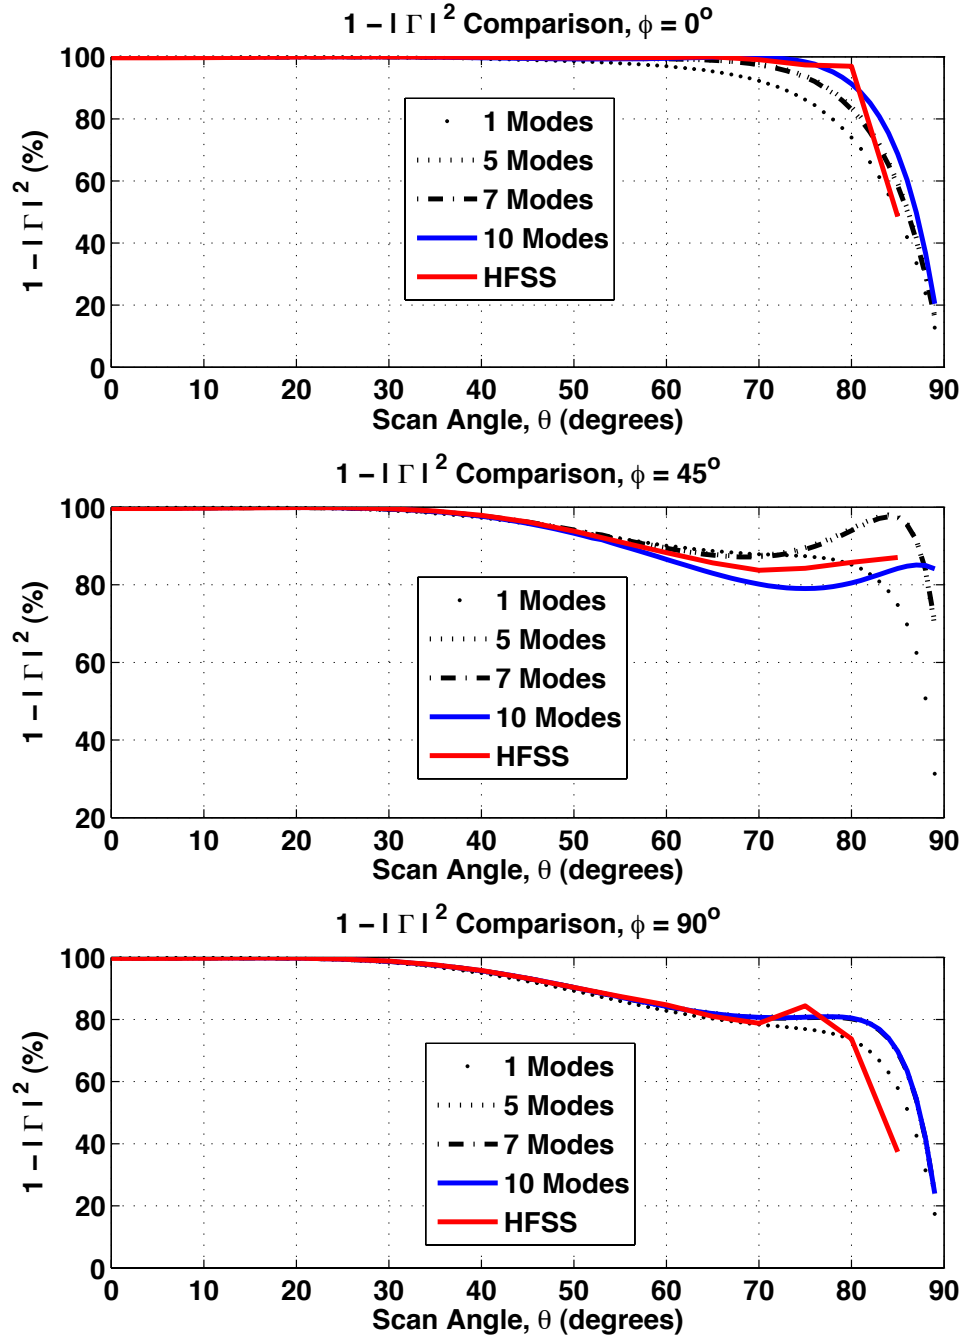 1 – | Γ | ² Comparison, ϕ = 0°
1 – | Γ | ² (%)
100
80
60
40
20
0
1 Modes
5 Modes
7 Modes
10 Modes
HFSS
0 10 20 30 40 50 60 70 80 90
Scan Angle, θ (degrees)
1 – | Γ | ² Comparison, ϕ = 45°
1 – | Γ | ² (%)
100
80
60
40
20
1 Modes
5 Modes
7 Modes
10 Modes
HFSS
0 10 20 30 40 50 60 70 80 90
Scan Angle, θ (degrees)
1 – | Γ | ² Comparison, ϕ = 90°
1 – | Γ | ² (%)
100
80
60
40
20
0
1 Modes
5 Modes
7 Modes
10 Modes
HFSS
0 10 20 30 40 50 60 70 80 90
Scan Angle, θ (degrees)